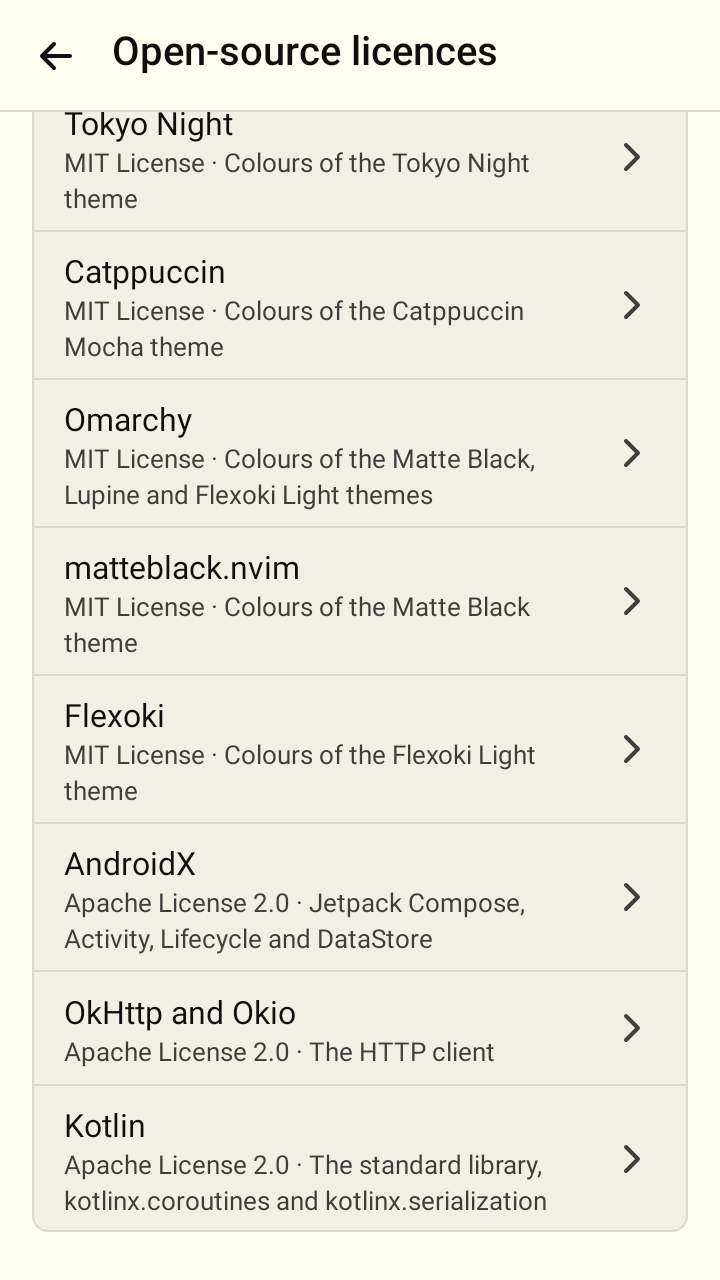 Open-source licences
Tokyo Night
MIT License · Colours of the Tokyo Night
theme
Catppuccin
MIT License · Colours of the Catppuccin
Mocha theme
Omarchy
MIT License · Colours of the Matte Black,
Lupine and Flexoki Light themes
matteblack.nvim
MIT License · Colours of the Matte Black
theme
Flexoki
MIT License · Colours of the Flexoki Light
theme
AndroidX
Apache License 2.0 · Jetpack Compose,
Activity, Lifecycle and DataStore
OkHttp and Okio
Apache License 2.0 · The HTTP client
Kotlin
Apache License 2.0 · The standard library,
kotlinx.coroutines and kotlinx.serialization